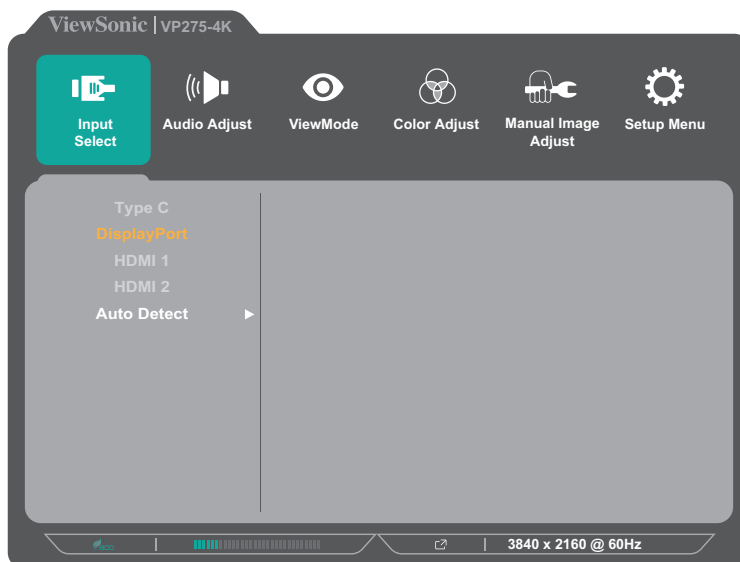 ViewSonic | VP275-4K
Input Select
Audio Adjust
ViewMode
Color Adjust
Manual Image Adjust
Setup Menu
Type C
DisplayPort
HDMI 1
HDMI 2
Auto Detect
eco
3840 x 2160 @ 60Hz